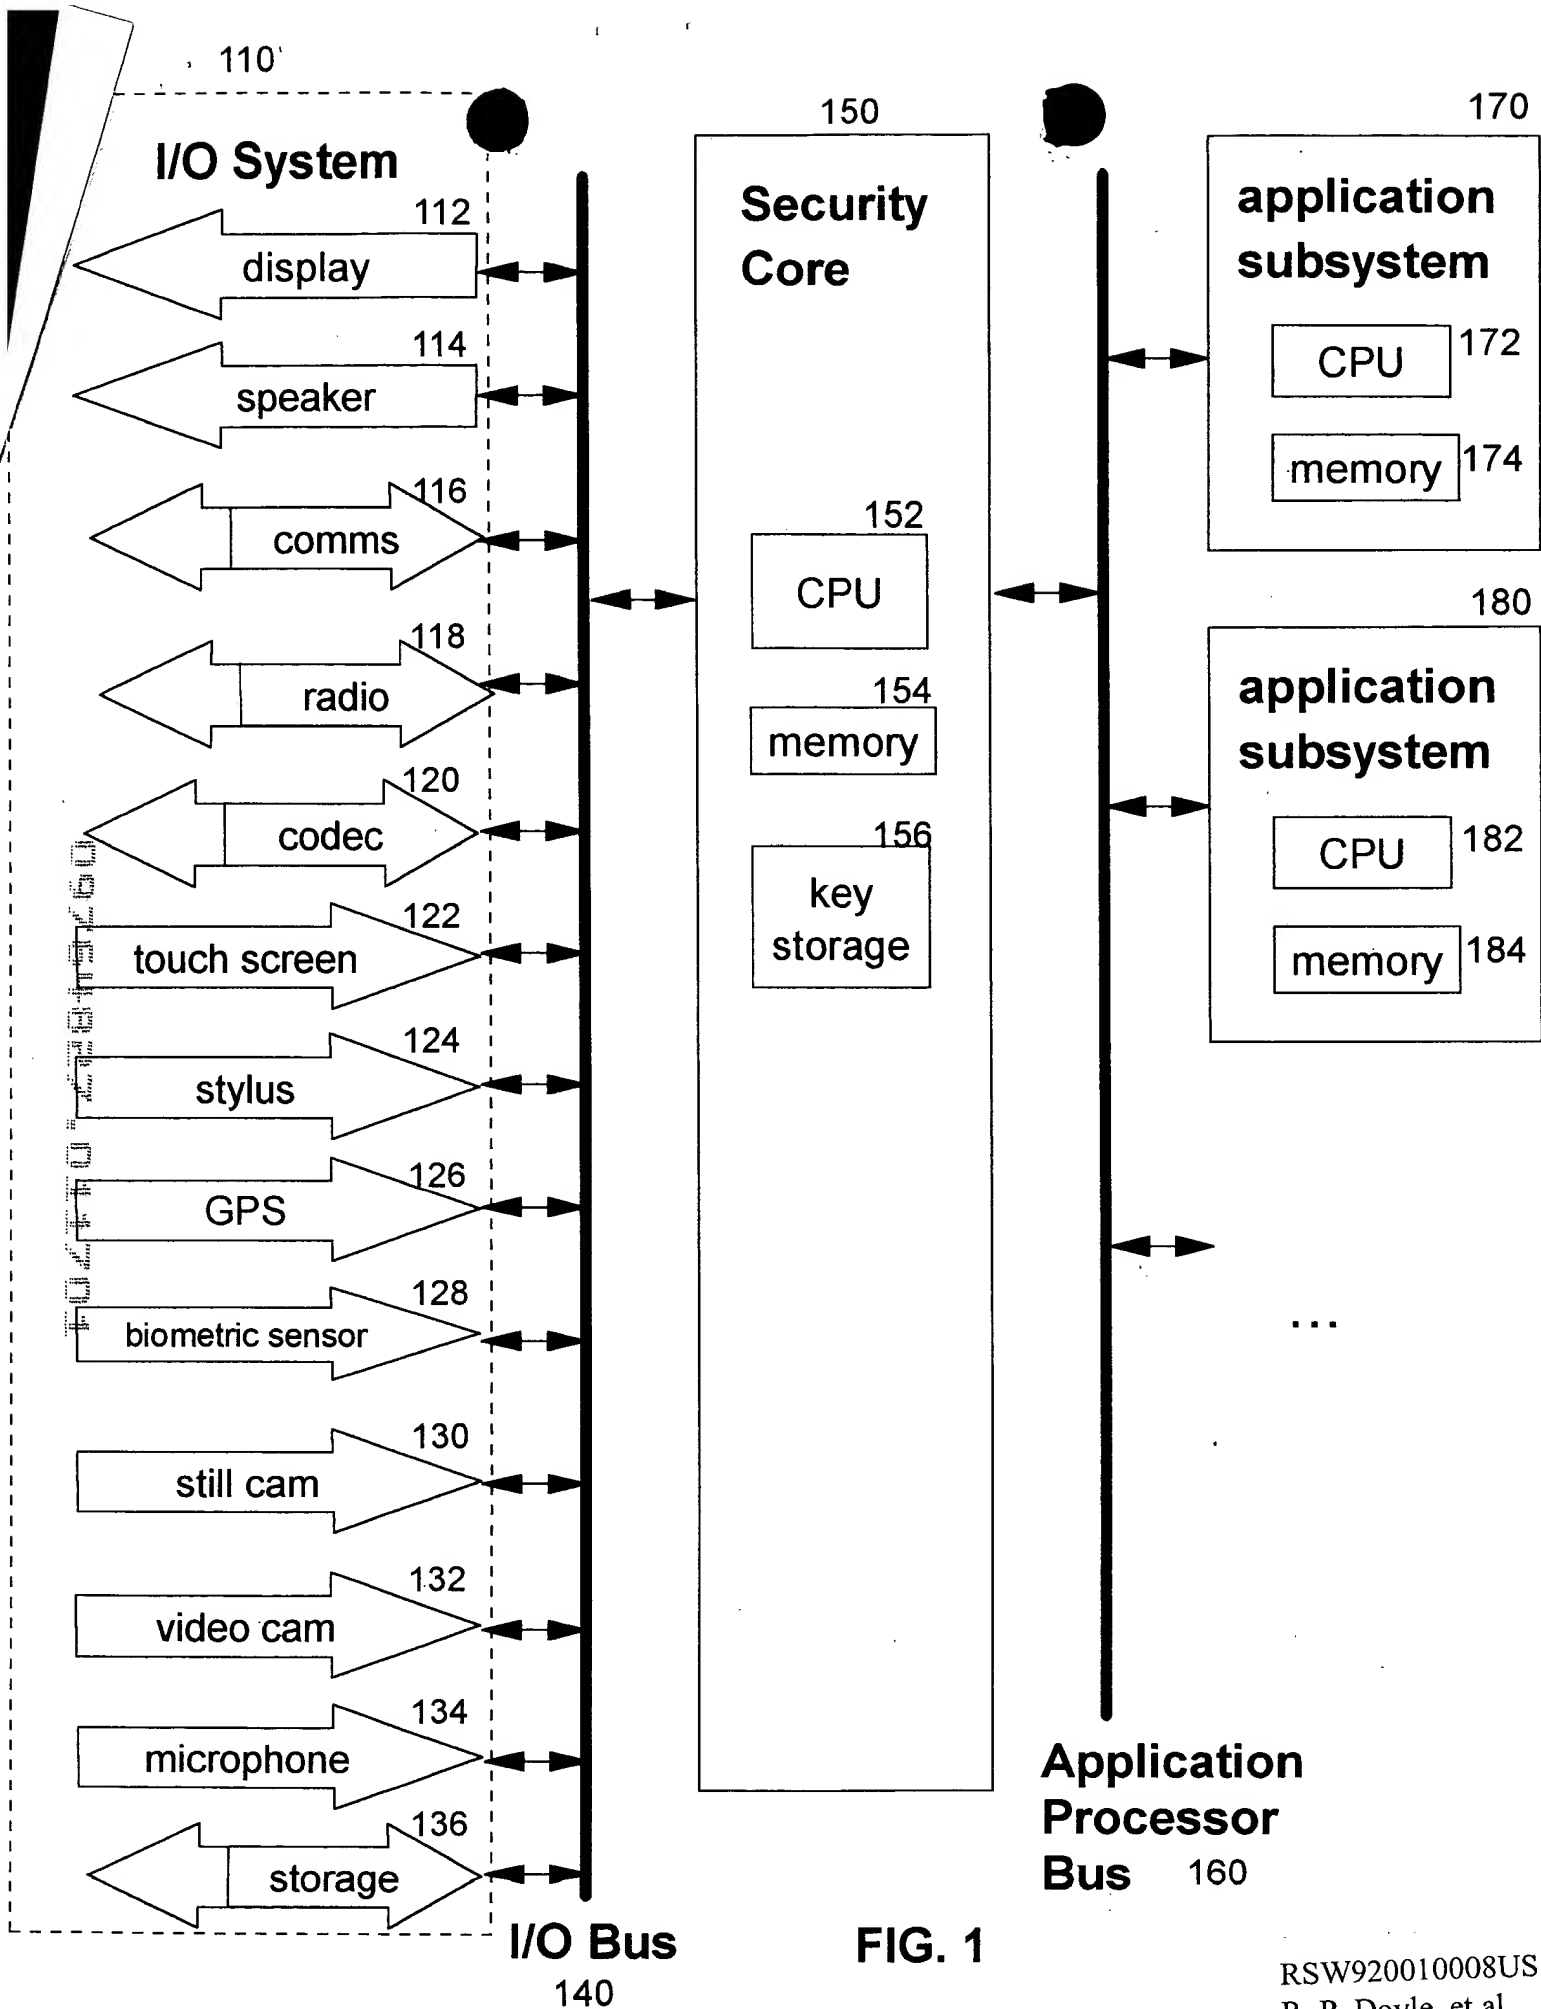 110
I/O System
112
display
114
speaker
116
comms
118
radio
120
codec
122
touch screen
124
stylus
126
GPS
128
biometric sensor
130
still cam
132
video cam
134
microphone
136
storage
I/O Bus
140
150
Security
Core
152
CPU
154
memory
156
key
storage
Application
Processor
Bus 160
170
application
subsystem
CPU 172
memory 174
180
application
subsystem
CPU 182
memory 184
...
FIG. 1
RSW920010008US
Doyle, et al